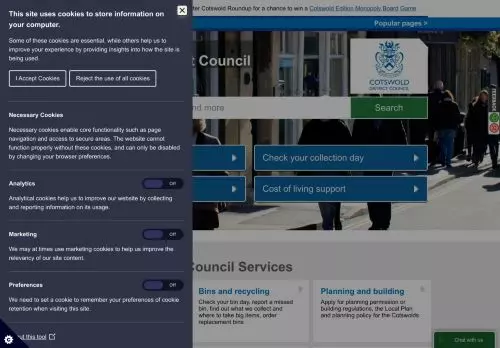 This site uses cookies to store information on
your computer.
Some of these cookies are essential, while others help us to
improve your experience by providing insights into how the site is
being used.
I Accept Cookies
Reject the use of all cookies
Necessary Cookies
Necessary cookies enable core functionality such as page
navigation and access to secure areas. The website cannot
function properly without these cookies, and can only be disabled
by changing your browser preferences.
Analytics
Off
Analytical cookies help us to improve our website by collecting
and reporting information on its usage.
Marketing
Off
We may at times use marketing cookies to help us improve the
relevancy of our site content.
Preferences
Off
We need to set a cookie to remember your preferences of cookie
retention when visiting this site.
out this tool
ter Cotswold Roundup for a chance to win a Cotswold Edition Monopoly Board Game
Popular pages >
t Council
COTSWOLD
DISTRICT COUNCIL
nd more
Search
Check your collection day
Cost of living support
FEEDBACK
Council Services
Bins and recycling
Check your bin day, report a missed
bin, find out what we collect and
where to take big items, order
replacement bins
Planning and building
Apply for planning permission or
building regulations, the Local Plan
and planning policy for the Cotswolds
Chat with us